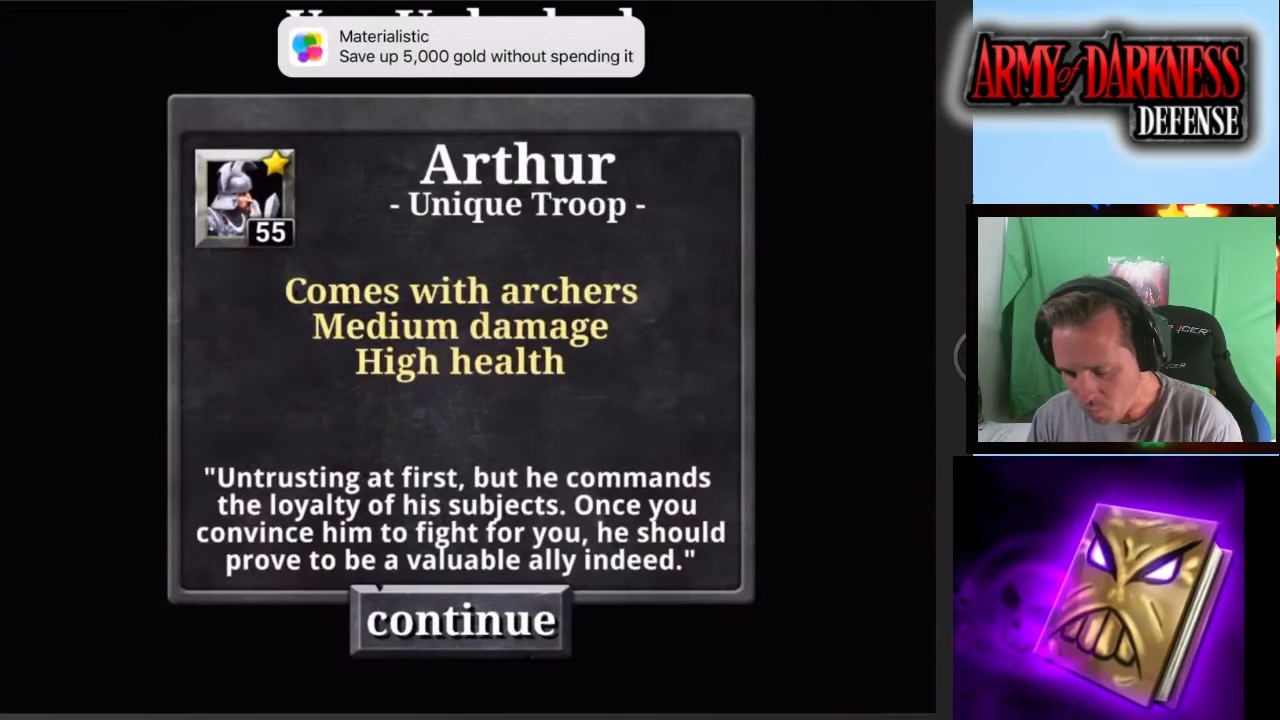 Materialistic
Save up 5,000 gold without spending it
Arthur
- Unique Troop -
55
Comes with archers
Medium damage
High health
"Untrusting at first, but he commands
the loyalty of his subjects. Once you
convince him to fight for you, he should
prove to be a valuable ally indeed."
continue
ARMY of DARKNESS
DEFENSE